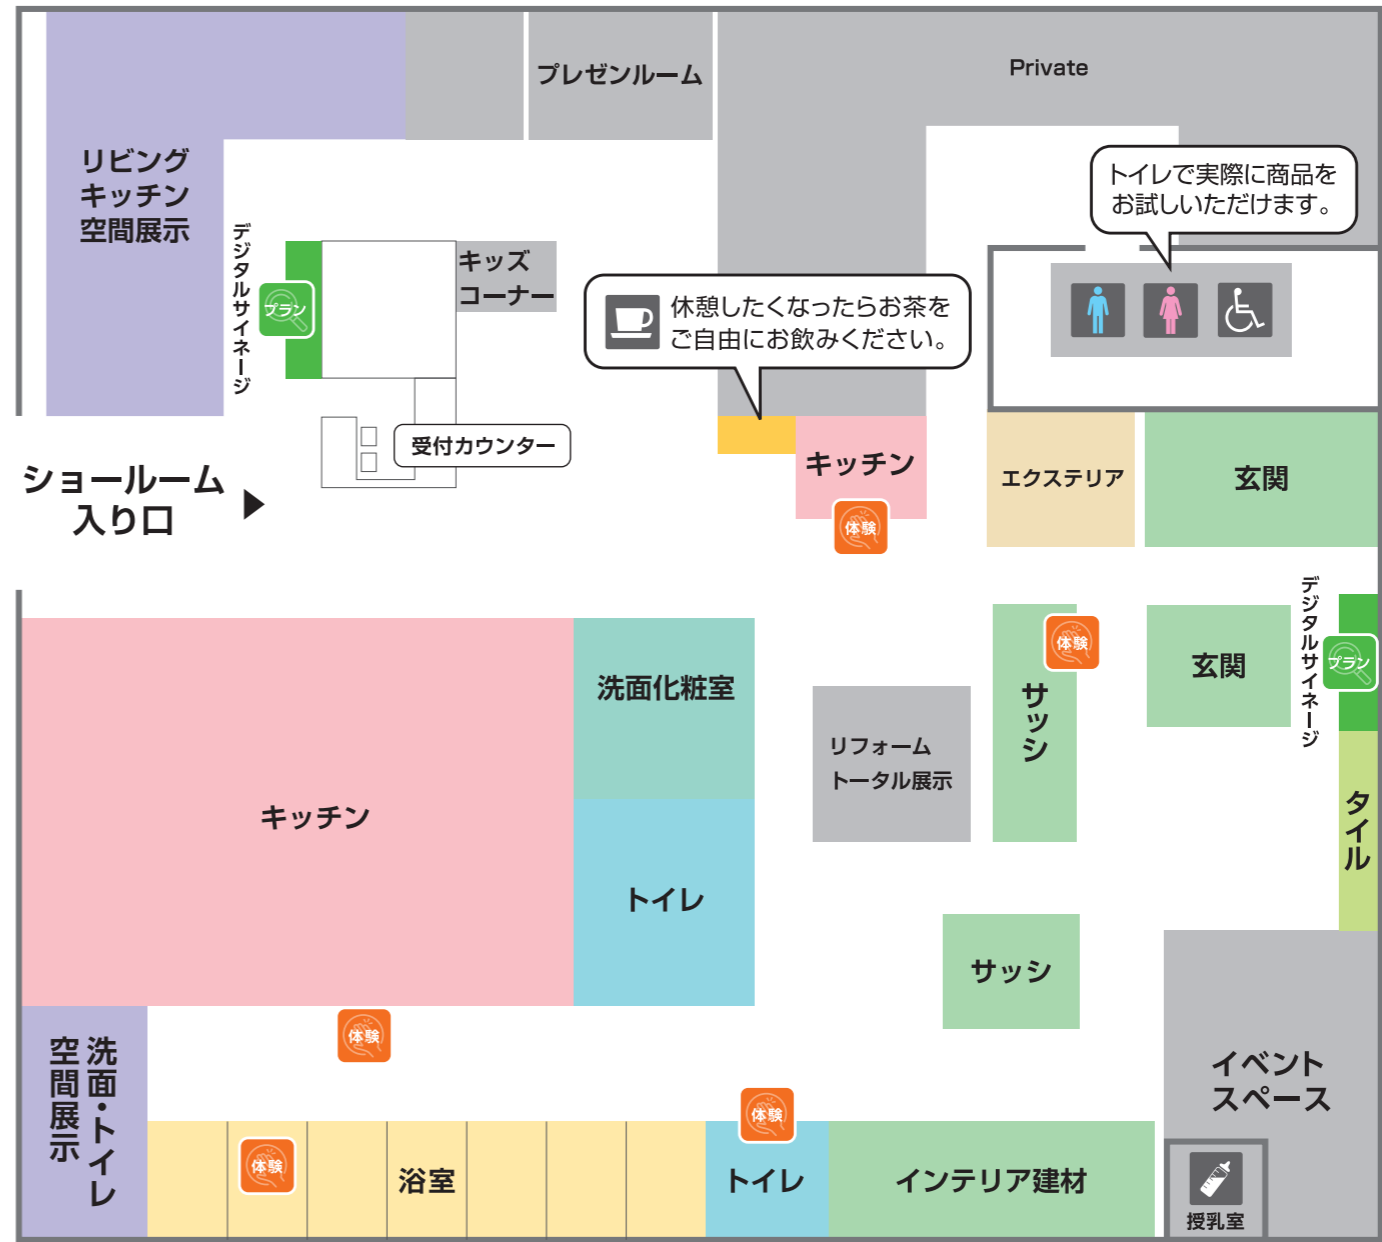 プレゼンルーム
Private
リビング
キッチン
空間展示
トイレで実際に商品を
お試しいただけます。
デジタルサイネージ
プラン
キッズ
コーナー
休憩したくなったらお茶を
ご自由にお飲みください。
受付カウンター
キッチン
体験
エクステリア
玄関
ショールーム
入り口
洗面化粧室
サッシ
体験
玄関
デジタルサイネージ
プラン
リフォーム
トータル展示
キッチン
タイル
トイレ
サッシ
洗面・トイレ
空間展示
体験
イベント
スペース
体験
浴室
体験
トイレ
インテリア建材
授乳室